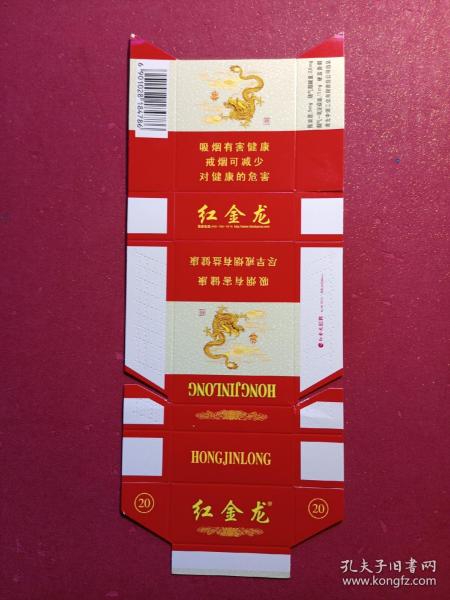 6901028184786
吸烟有害健康
戒烟可减少
对健康的危害
红金龙
吸烟有害健康
尽早戒烟有益健康
HONGJINLONG
HONGJINLONG
红金龙
20
20
孔夫子旧书网
www.kongfz.com